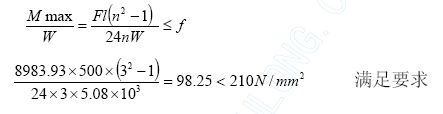 M max / W = Fl(n² − 1) / 24nW ≤ f
8983.93 × 500 × (3² − 1) / 24 × 3 × 5.08 × 10³ = 98.25 < 210N / mm² 满足要求